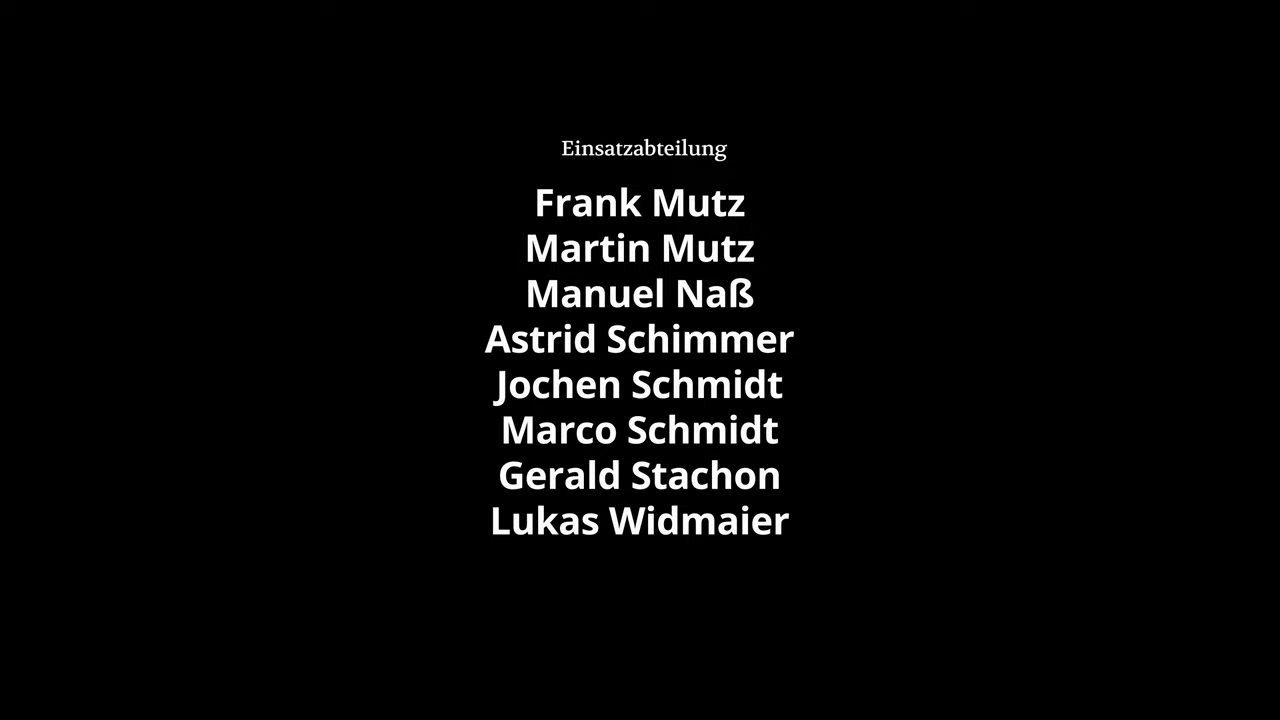 Einsatzabteilung
Frank Mutz
Martin Mutz
Manuel Naß
Astrid Schimmer
Jochen Schmidt
Marco Schmidt
Gerald Stachon
Lukas Widmaier